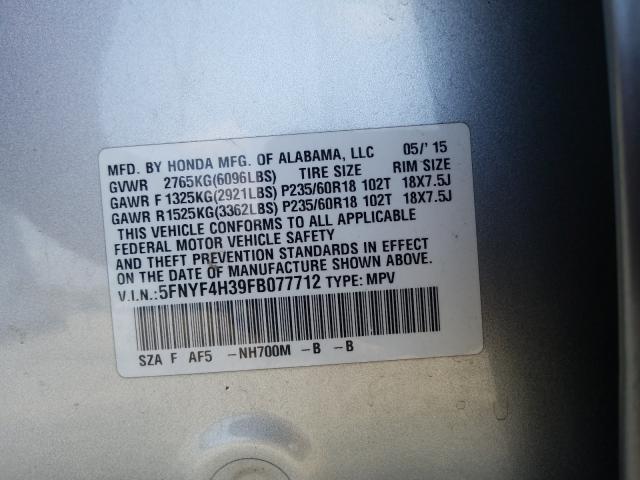 MFD. BY HONDA MFG. OF ALABAMA, LLC 05/'15
GVWR 2765KG(6096LBS) TIRE SIZE RIM SIZE
GAWR F 1325KG(2921LBS) P235/60R18 102T 18X7.5J
GAWR R1525KG(3362LBS) P235/60R18 102T 18X7.5J
THIS VEHICLE CONFORMS TO ALL APPLICABLE
FEDERAL MOTOR VEHICLE SAFETY
AND THEFT PREVENTION STANDARDS IN EFFECT
ON THE DATE OF MANUFACTURE SHOWN ABOVE.
V.I.N.:5FNYF4H39FB077712 TYPE: MPV
SZA F AF5 -NH700M -B -B